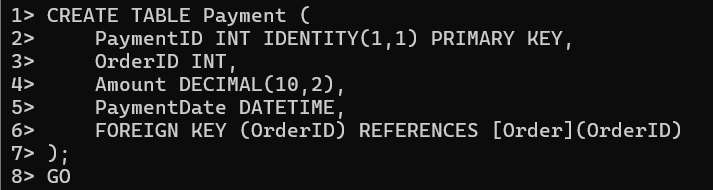 1> CREATE TABLE Payment (
2>     PaymentID INT IDENTITY(1,1) PRIMARY KEY,
3>     OrderID INT,
4>     Amount DECIMAL(10,2),
5>     PaymentDate DATETIME,
6>     FOREIGN KEY (OrderID) REFERENCES [Order](OrderID)
7> );
8> GO